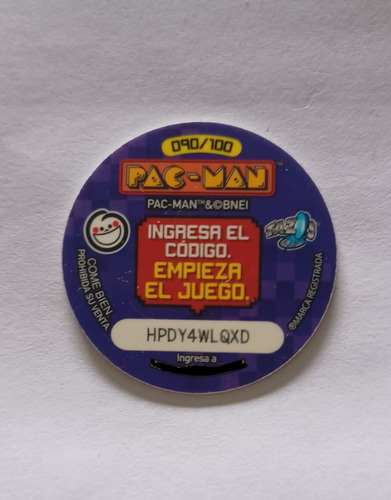 090/100
PAC-MAN™
PAC-MAN™&©BNEI
INGRESA EL
CÓDIGO.
EMPIEZA
EL JUEGO.
COME BIEN
PROHIBIDA SU VENTA
TAZOS
®MARCA REGISTRADA
HPDY4WLQXD
Ingresa a